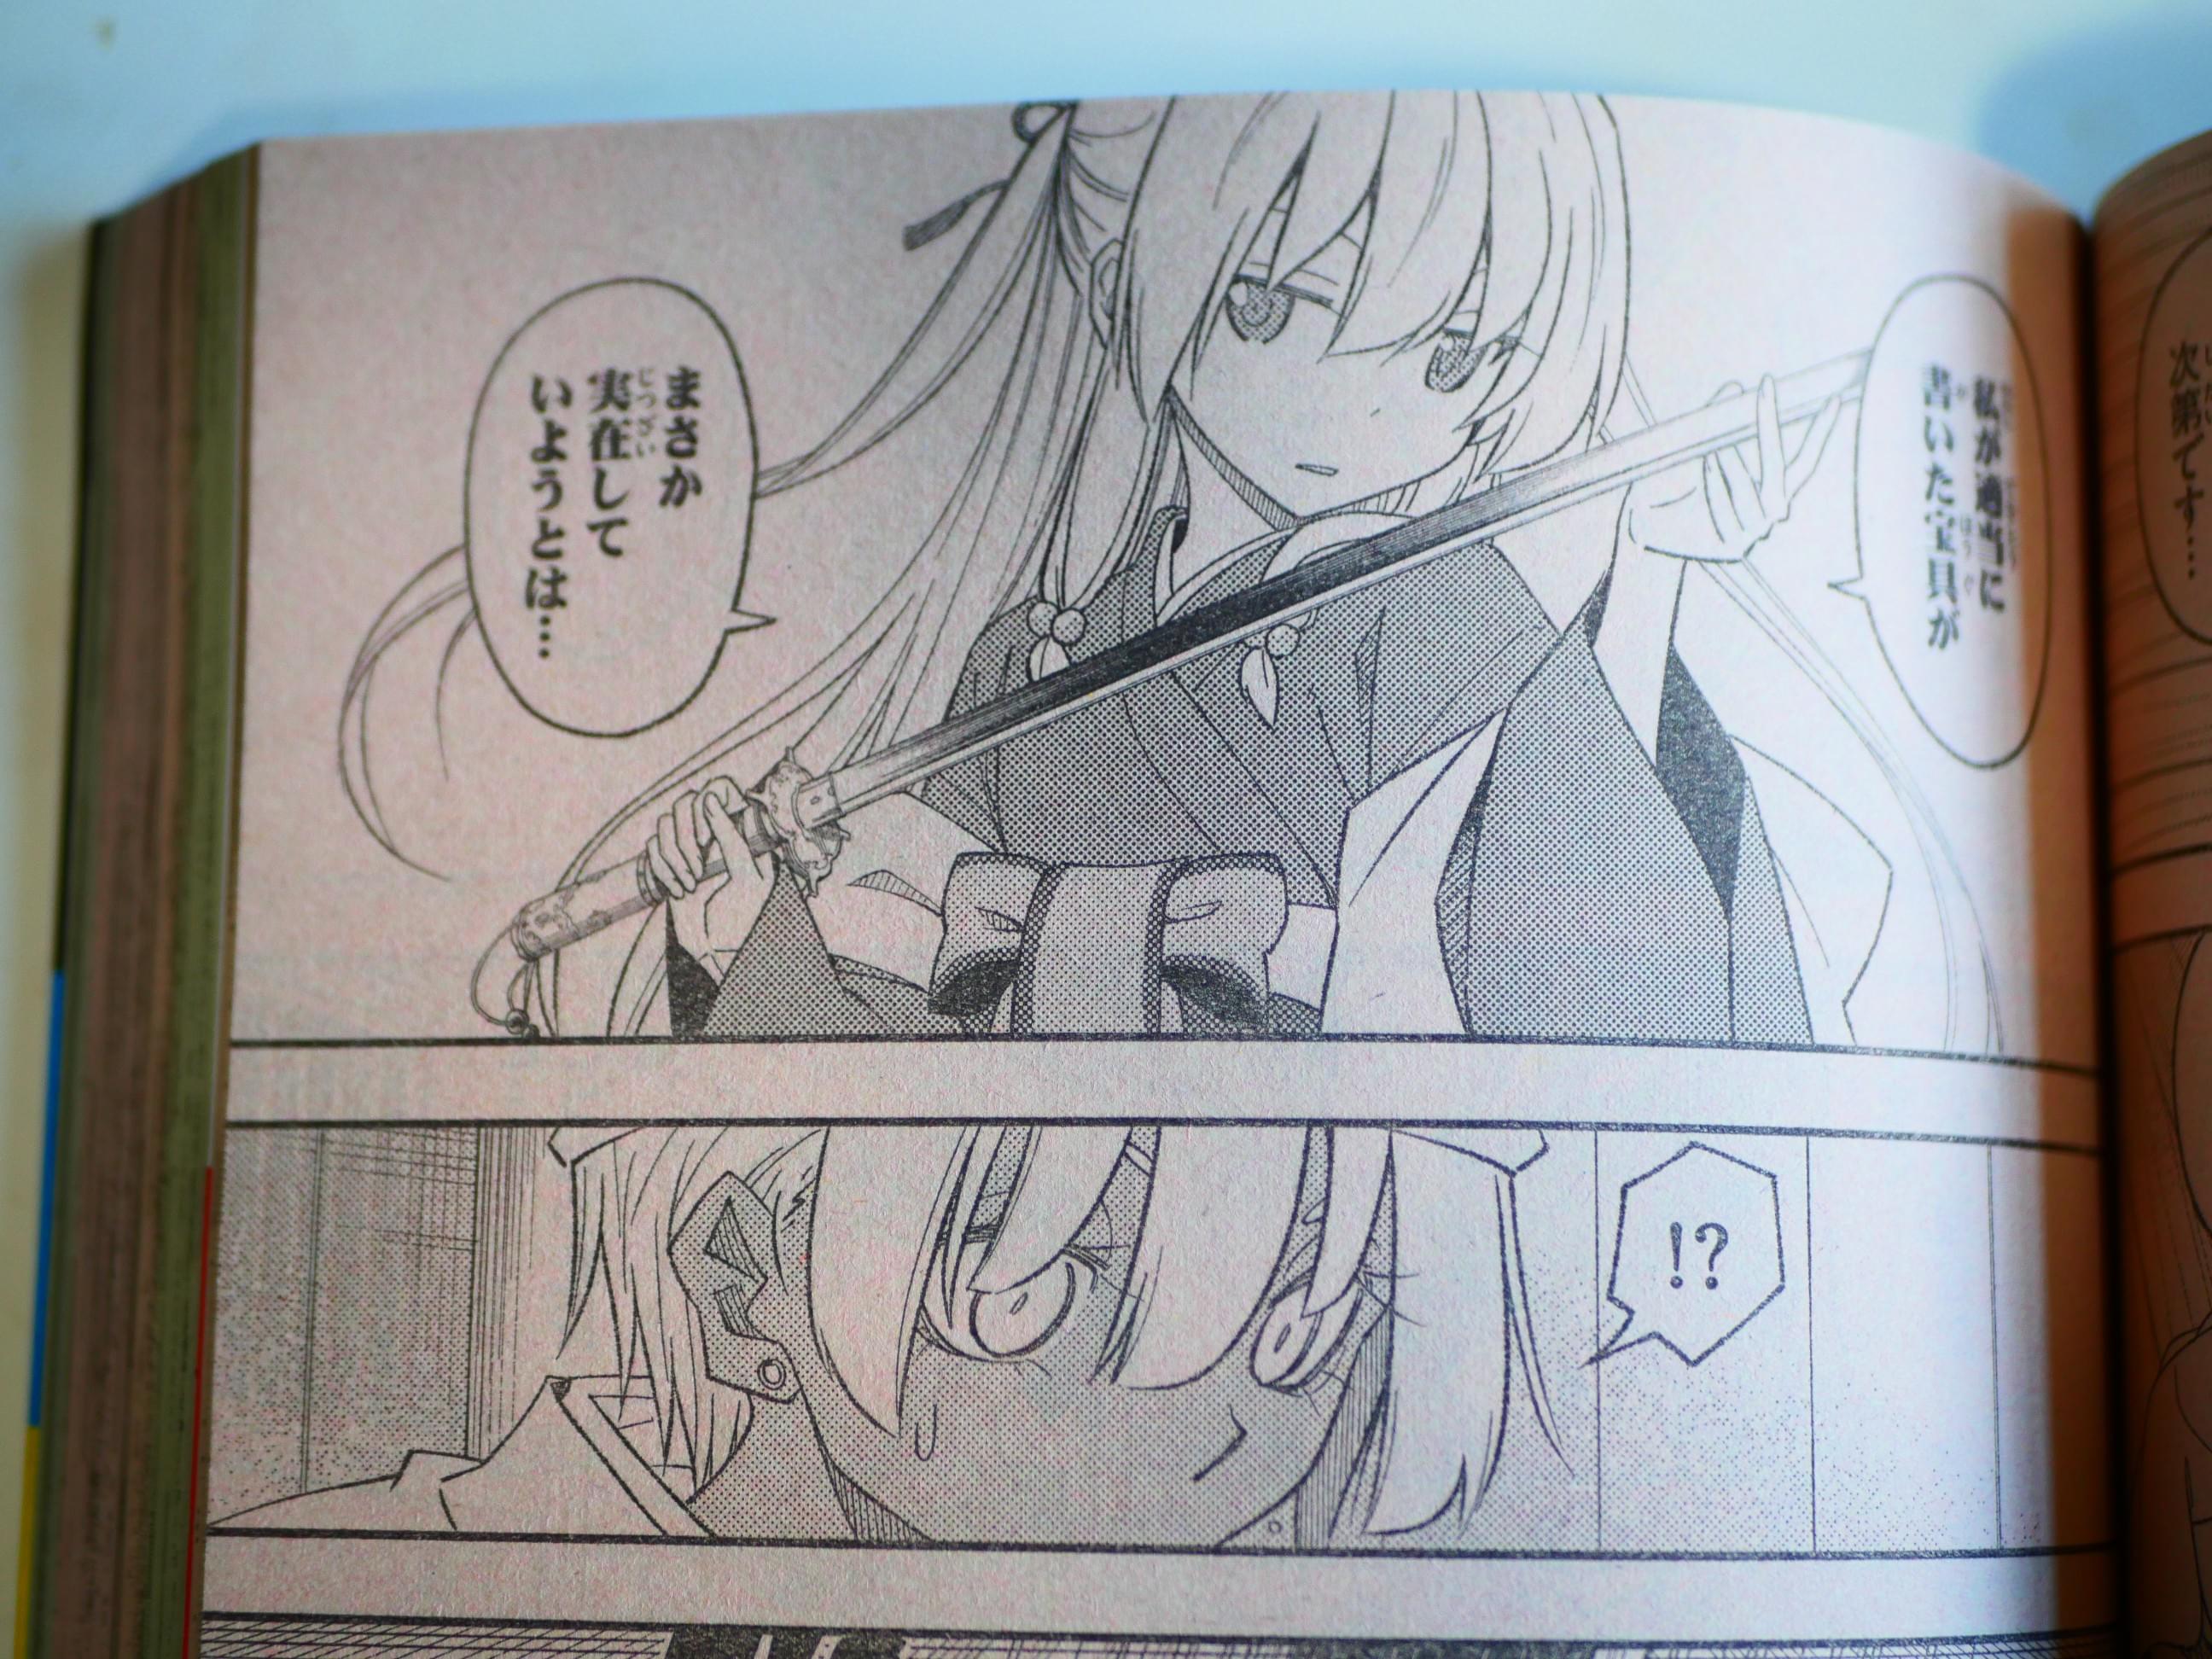 次第です…
私が適当に
書いた宝具が
まさか
実在して
いようとは…
!?